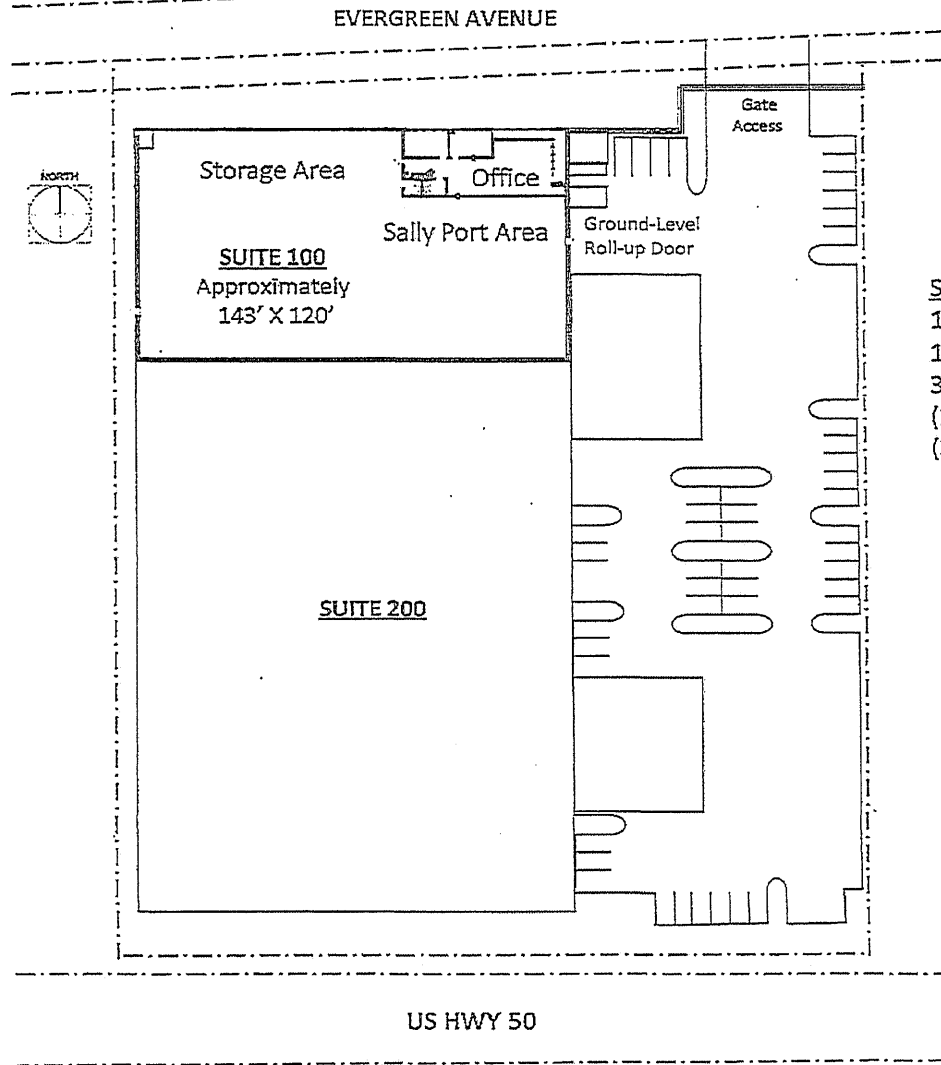 EVERGREEN AVENUE
Gate
Access
NORTH
Storage Area
Office
Sally Port Area
Ground-Level
Roll-up Door
SUITE 100
Approximately
143' X 120'
SUITE 200
US HWY 50